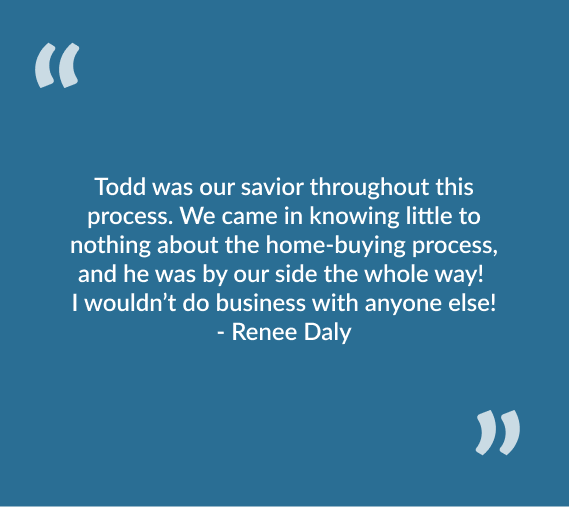 “
Todd was our savior throughout this
process. We came in knowing little to
nothing about the home-buying process,
and he was by our side the whole way!
I wouldn’t do business with anyone else!
- Renee Daly
”